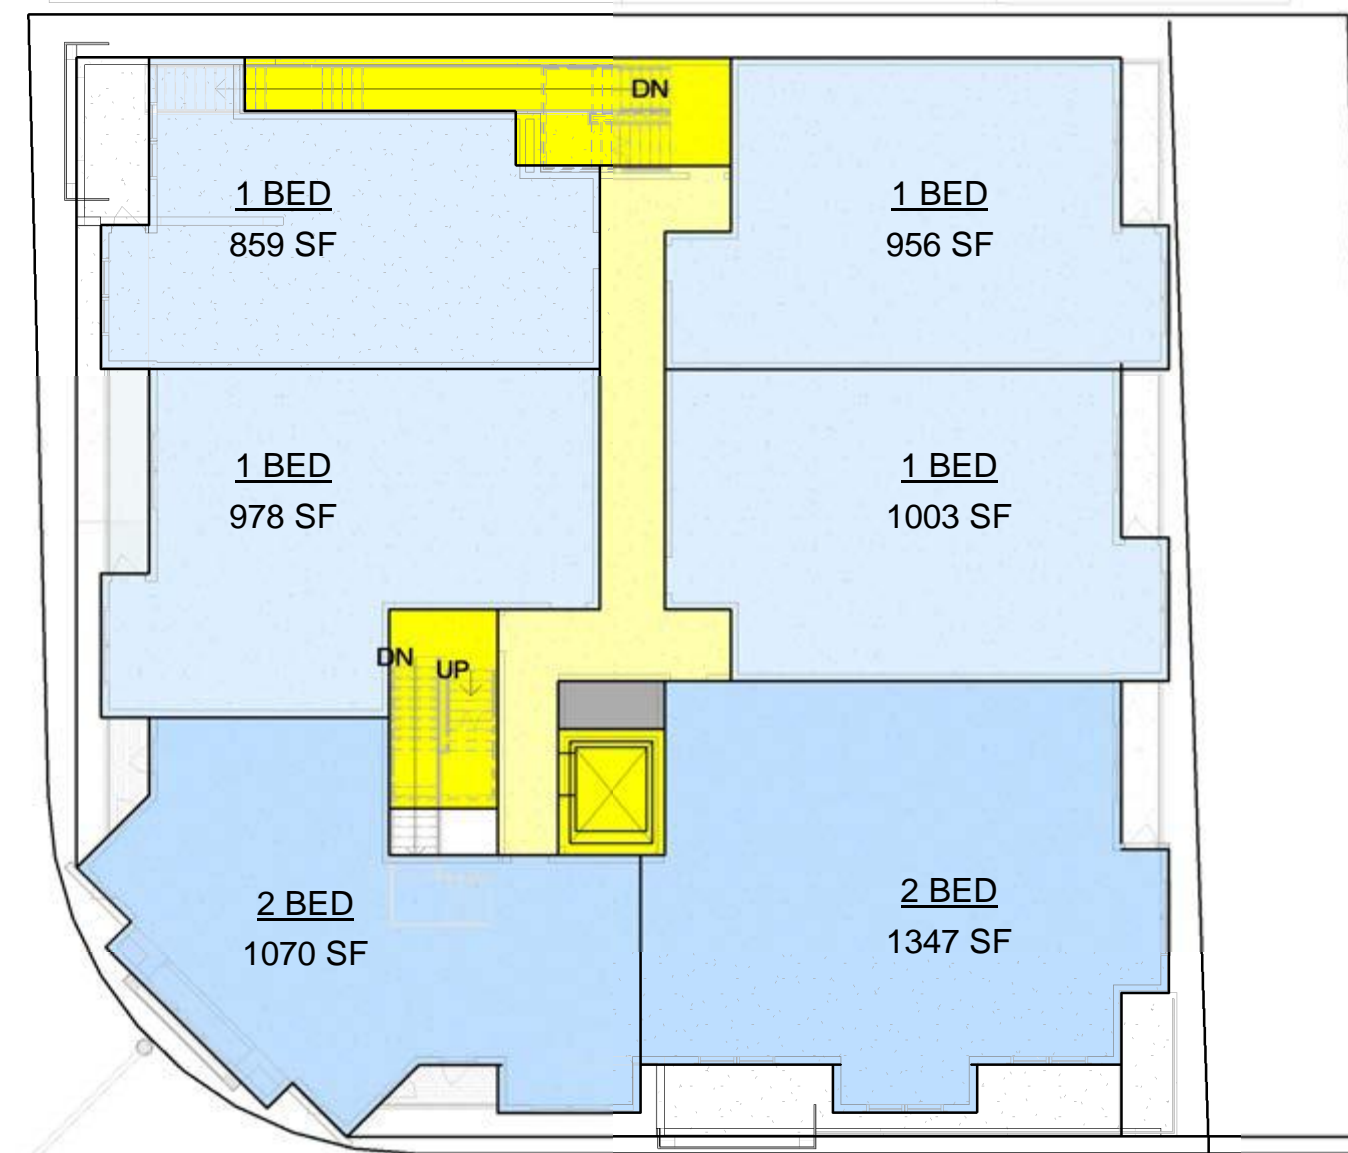 DN
1 BED
859 SF
1 BED
956 SF
1 BED
978 SF
1 BED
1003 SF
DN
UP
2 BED
1070 SF
2 BED
1347 SF